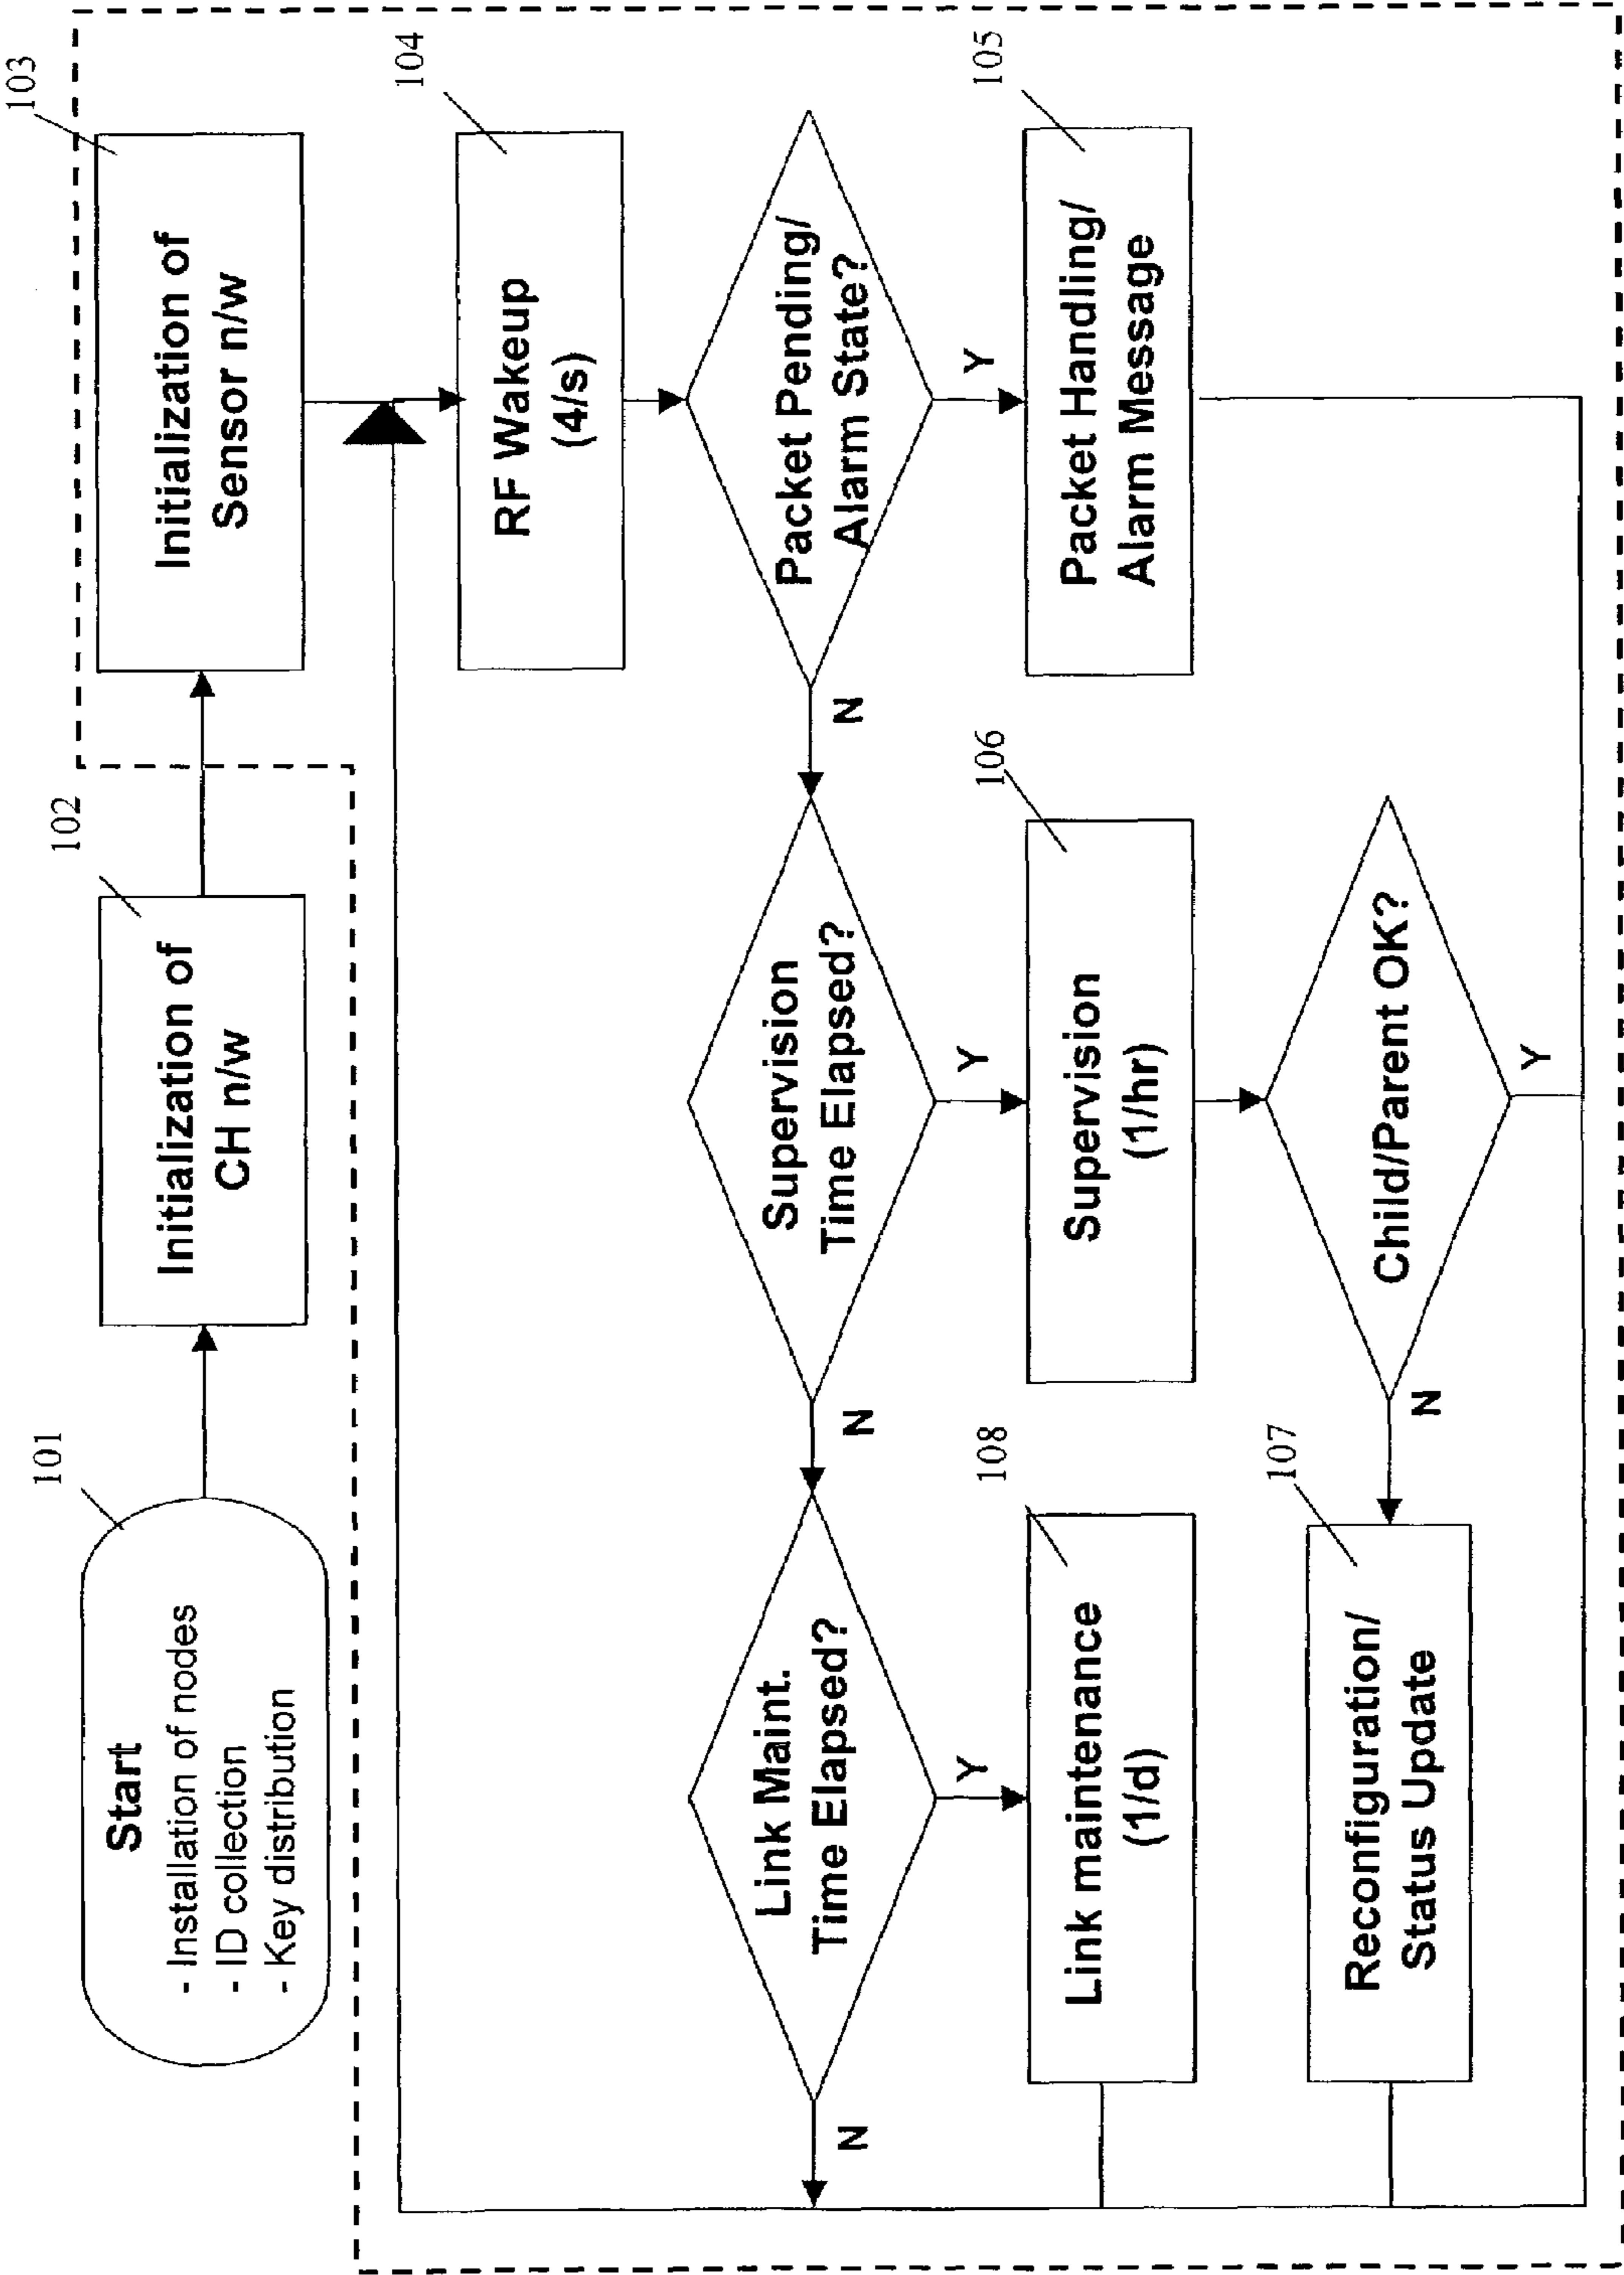 101
Start
- Installation of nodes
- ID collection
- Key distribution
102
Initialization of
CH n/w
103
Initialization of
Sensor n/w
104
RF Wakeup
(4/s)
Link Maint.
Time Elapsed?
N
Y
Supervision
Time Elapsed?
N
Y
Packet Pending/
Alarm State?
N
Y
108
Link maintenance
(1/d)
106
Supervision
(1/hr)
105
Packet Handling/
Alarm Message
107
Reconfiguration/
Status Update
N
Child/Parent OK?
Y